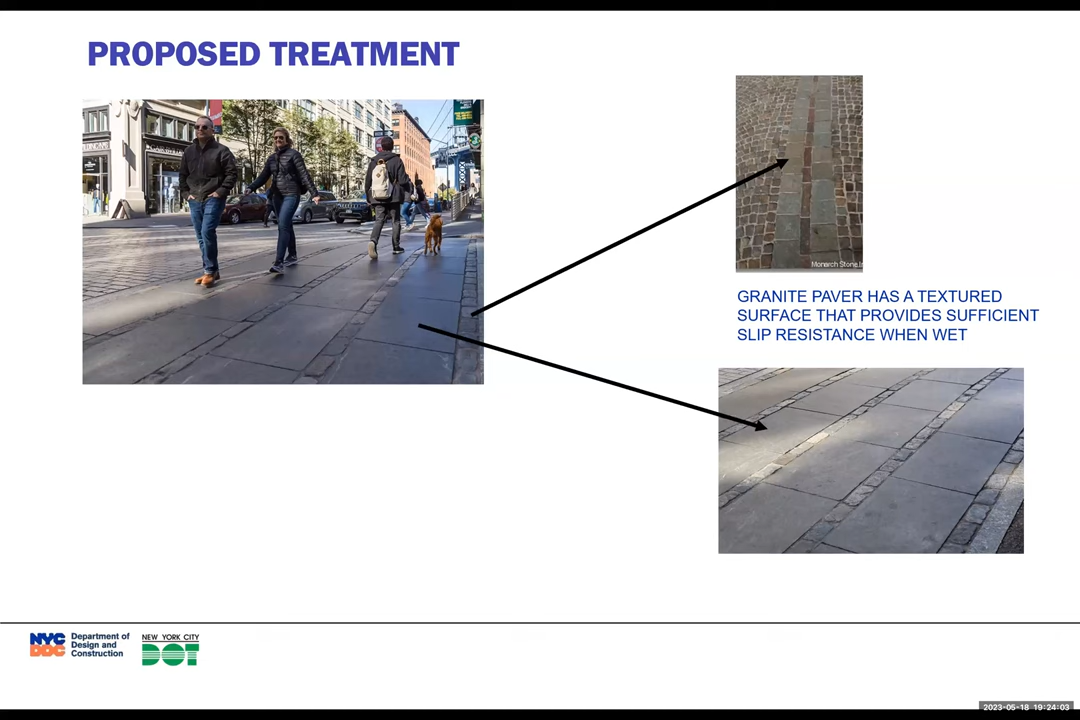 PROPOSED TREATMENT
Monarch Stone I
GRANITE PAVER HAS A TEXTURED
SURFACE THAT PROVIDES SUFFICIENT
SLIP RESISTANCE WHEN WET
NYC
DDC
Department of
Design and
Construction
NEW YORK CITY
DOT
2023-05-18 19:24:03